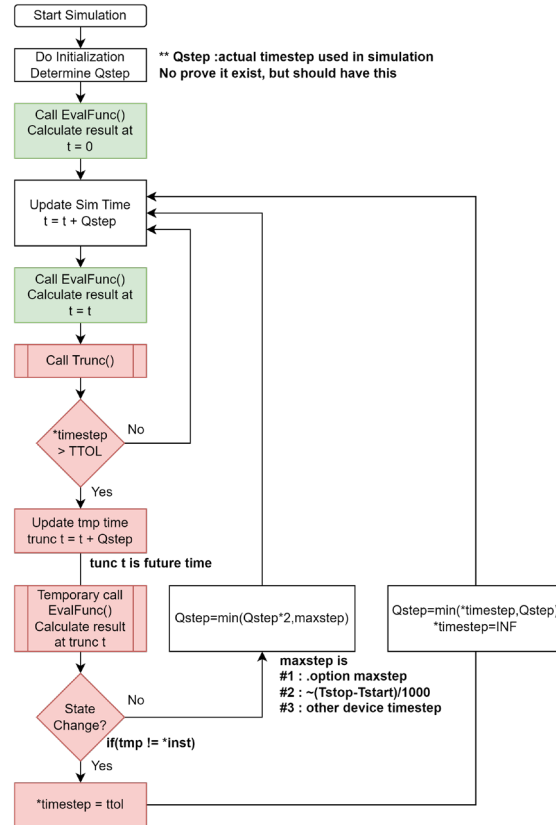 Start Simulation
Do Initialization
Determine Qstep
** Qstep :actual timestep used in simulation
No prove it exist, but should have this
Call EvalFunc()
Calculate result at
t = 0
Update Sim Time
t = t + Qstep
Call EvalFunc()
Calculate result at
t = t
Call Trunc()
*timestep
> TTOL
No
Yes
Update tmp time
trunc t = t + Qstep
tunc t is future time
Temporary call
EvalFunc()
Calculate result
at trunc t
Qstep=min(Qstep*2,maxstep)
Qstep=min(*timestep,Qstep)
*timestep=INF
maxstep is
#1 : .option maxstep
#2 : ~(Tstop-Tstart)/1000
#3 : other device timestep
State
Change?
No
if(tmp != *inst)
Yes
*timestep = ttol